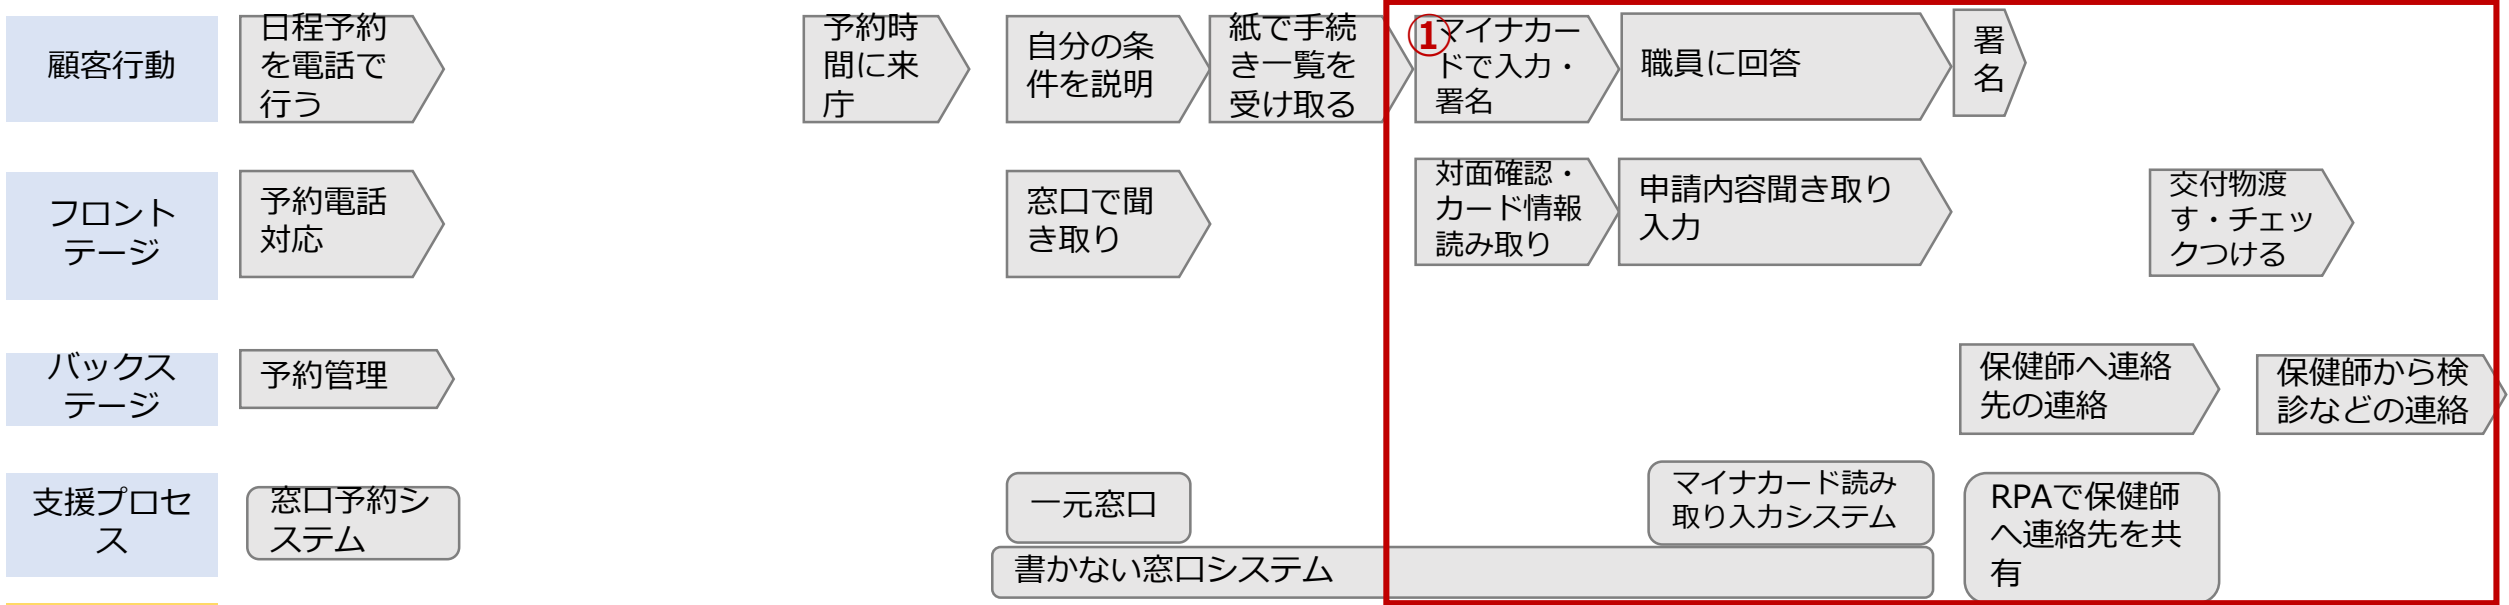 顧客行動
日程予約
を電話で
行う
予約時
間に来
庁
自分の条
件を説明
紙で手続
き一覧を
受け取る
①
マイナカー
ドで入力・
署名
職員に回答
署
名
フロント
テージ
予約電話
対応
窓口で聞
き取り
対面確認・
カード情報
読み取り
申請内容聞き取り
入力
交付物渡
す・チェッ
クつける
バックス
テージ
予約管理
保健師へ連絡
先の連絡
保健師から検
診などの連絡
支援プロセ
ス
窓口予約シ
ステム
一元窓口
マイナカード読み
取り入力システム
書かない窓口システム
RPAで保健師
へ連絡先を共
有